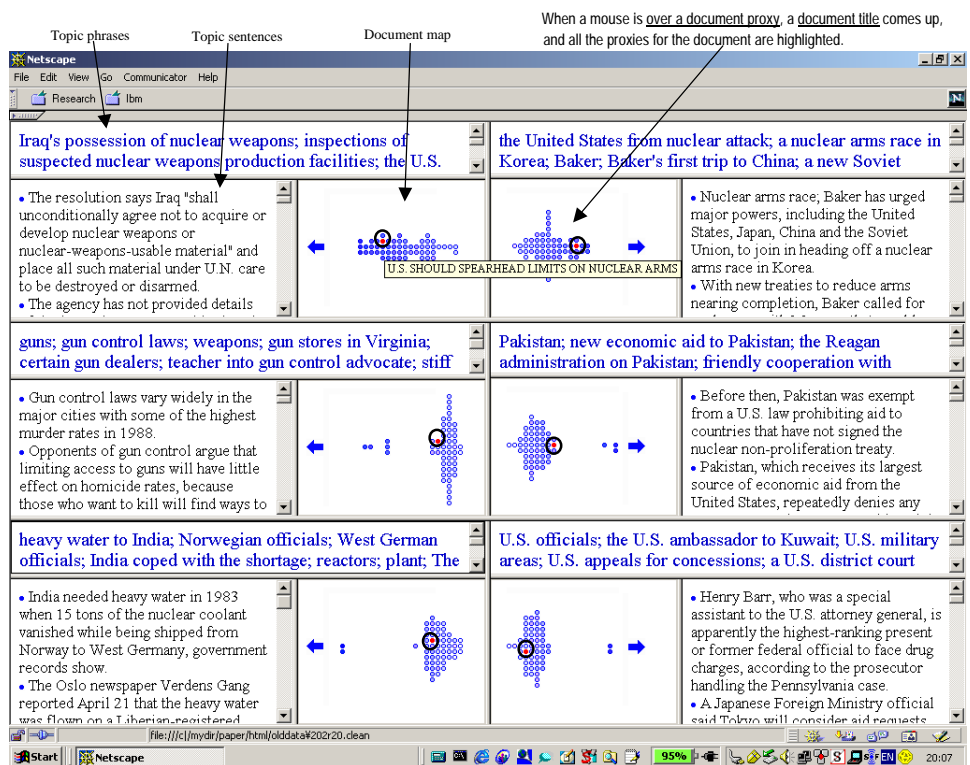 When a mouse is over a document proxy, a document title comes up,
and all the proxies for the document are highlighted.
Topic phrases
Topic sentences
Document map
Netscape
File Edit View Go Communicator Help
Research Ibm
Iraq's possession of nuclear weapons; inspections of
suspected nuclear weapons production facilities; the U.S.
the United States from nuclear attack; a nuclear arms race in
Korea; Baker; Baker's first trip to China; a new Soviet
• The resolution says Iraq "shall
unconditionally agree not to acquire or
develop nuclear weapons or
nuclear-weapons-usable material" and
place all such material under U.N. care
to be destroyed or disarmed.
• The agency has not provided details
U.S. SHOULD SPEARHEAD LIMITS ON NUCLEAR ARMS
• Nuclear arms race; Baker has urged
major powers, including the United
States, Japan, China and the Soviet
Union, to join in heading off a nuclear
arms race in Korea.
• With new treaties to reduce arms
nearing completion, Baker called for
guns; gun control laws; weapons; gun stores in Virginia;
certain gun dealers; teacher into gun control advocate; stiff
Pakistan; new economic aid to Pakistan; the Reagan
administration on Pakistan; friendly cooperation with
• Gun control laws vary widely in the
major cities with some of the highest
murder rates in 1988.
• Opponents of gun control argue that
limiting access to guns will have little
effect on homicide rates, because
those who want to kill will find ways to
• Before then, Pakistan was exempt
from a U.S. law prohibiting aid to
countries that have not signed the
nuclear non-proliferation treaty.
• Pakistan, which receives its largest
source of economic aid from the
United States, repeatedly denies any
heavy water to India; Norwegian officials; West German
officials; India coped with the shortage; reactors; plant; The
U.S. officials; the U.S. ambassador to Kuwait; U.S. military
areas; U.S. appeals for concessions; a U.S. district court
• India needed heavy water in 1983
when 15 tons of the nuclear coolant
vanished while being shipped from
Norway to West Germany, government
records show.
• The Oslo newspaper Verdens Gang
reported April 21 that the heavy water
was flown on a Liberian-registered
• Henry Barr, who was a special
assistant to the U.S. attorney general, is
apparently the highest-ranking present
or former federal official to face drug
charges, according to the prosecutor
handling the Pennsylvania case.
• A Japanese Foreign Ministry official
said Tokyo will consider aid requests
file:///c|/mydir/paper/html/olddata#202r20.clean
Start Netscape 95% EN 20:07